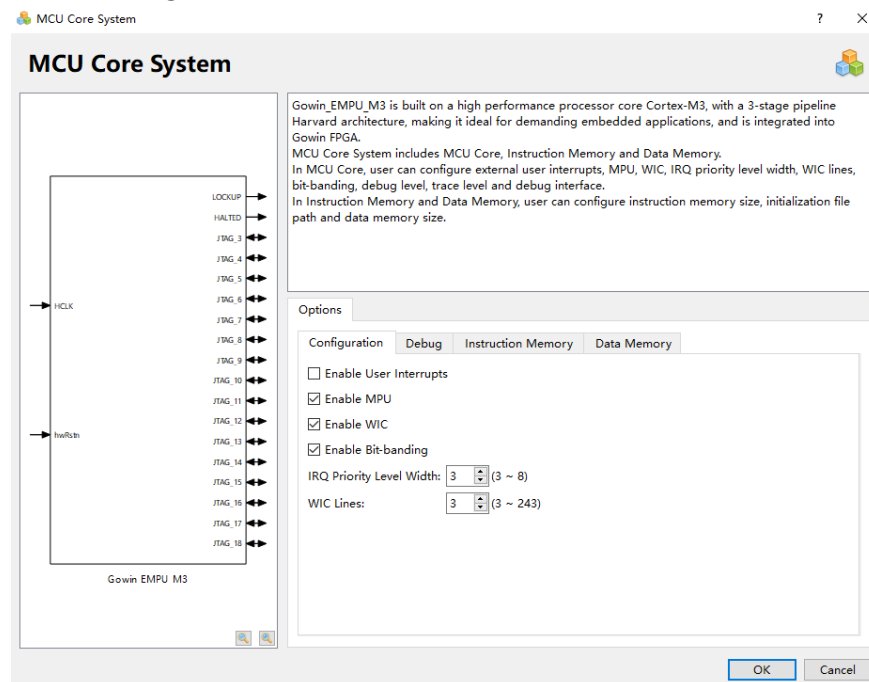 MCU Core System
?
MCU Core System
Gowin_EMPU_M3 is built on a high performance processor core Cortex-M3, with a 3-stage pipeline
Harvard architecture, making it ideal for demanding embedded applications, and is integrated into
Gowin FPGA.
MCU Core System includes MCU Core, Instruction Memory and Data Memory.
In MCU Core, user can configure external user interrupts, MPU, WIC, IRQ priority level width, WIC lines,
bit-banding, debug level, trace level and debug interface.
In Instruction Memory and Data Memory, user can configure instruction memory size, initialization file
path and data memory size.
LOCKUP
HALTED
JTAG_3
JTAG_4
JTAG_5
JTAG_6
HCLK
JTAG_7
JTAG_8
JTAG_9
JTAG_10
JTAG_11
JTAG_12
hwRstn
JTAG_13
JTAG_14
JTAG_15
JTAG_16
JTAG_17
JTAG_18
Gowin EMPU M3
Options
Configuration Debug Instruction Memory Data Memory
Enable User Interrupts
Enable MPU
Enable WIC
Enable Bit-banding
IRQ Priority Level Width: 3 (3 ~ 8)
WIC Lines: 3 (3 ~ 243)
OK Cancel